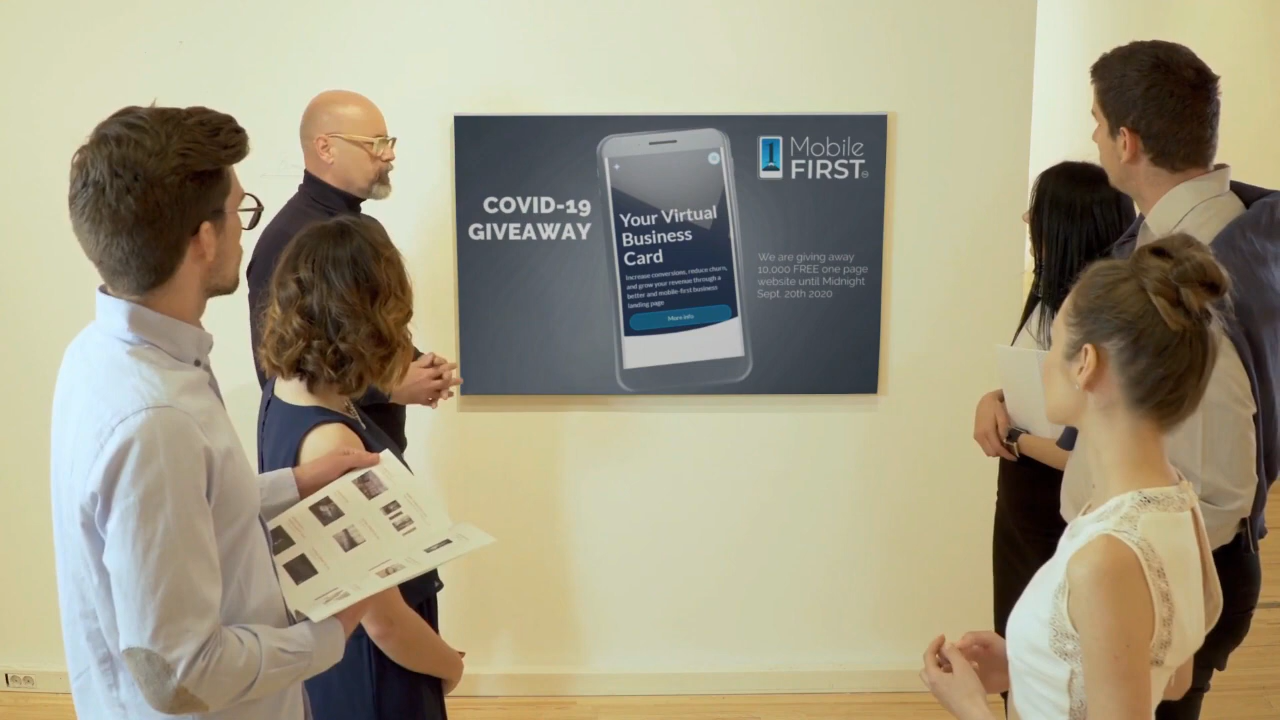 COVID-19
GIVEAWAY
Your Virtual
Business
Card
Increase conversions, reduce churn,
and grow your revenue through a
better and mobile-first business
landing page
More info
1
Mobile
FIRST
We are giving away
10,000 FREE one page
website until Midnight
Sept. 20th 2020